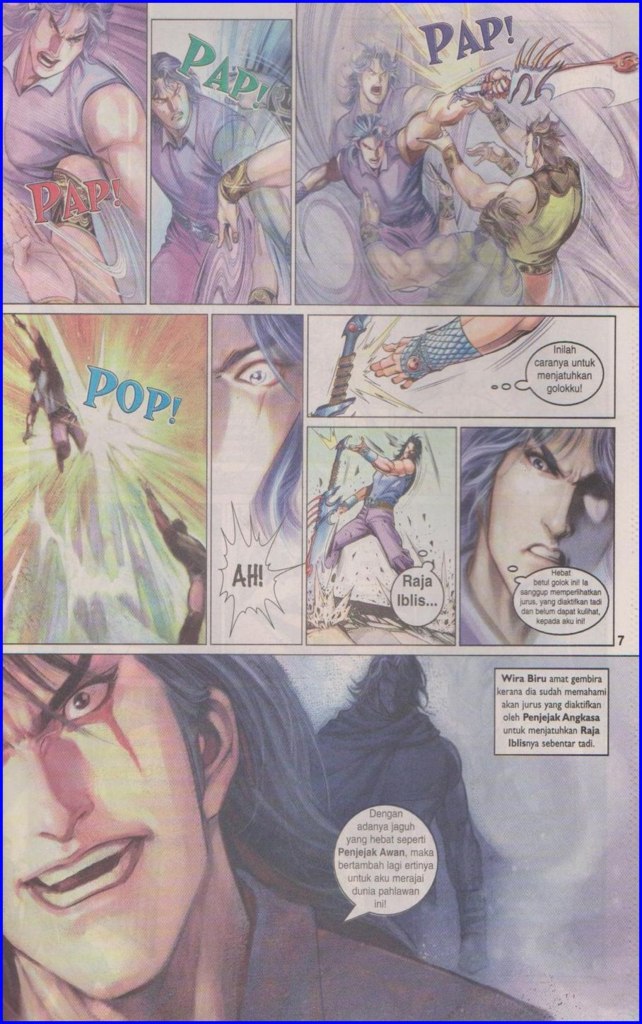 PAP!
PAP!
PAP!
POP!
AH!
Inilah
caranya untuk
menjatuhkan
golokku!
Raja
Iblis...
Hebat
betul golok ini! Ia
sanggup memperlihatkan
jurus, yang diaktifkan tadi
dan belum dapat kulihat,
kepada aku ini!
7
Wira Biru amat gembira
kerana dia sudah memahami
akan jurus yang diaktifkan
oleh Penjejak Angkasa
untuk menjatuhkan Raja
Iblisnya sebentar tadi.
Dengan
adanya jaguh
yang hebat seperti
Penjejak Awan, maka
bertambah lagi ertinya
untuk aku merajai
dunia pahlawan
ini!